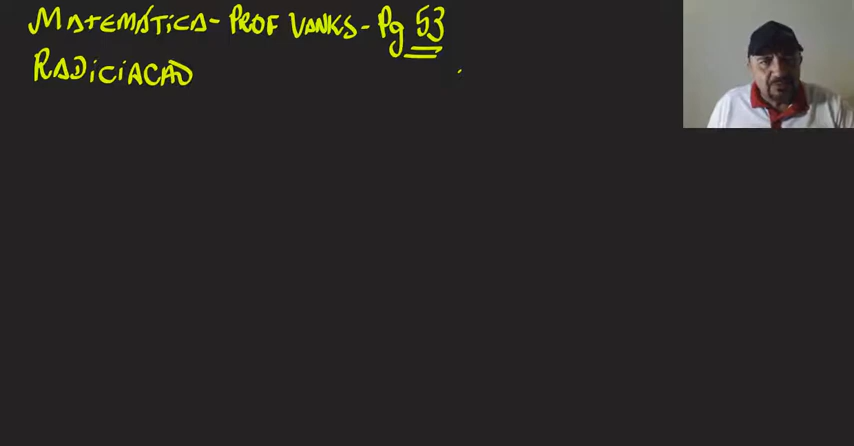 MATEMÁTICA - PROF VANKS - Pg 53
RADICIACAO